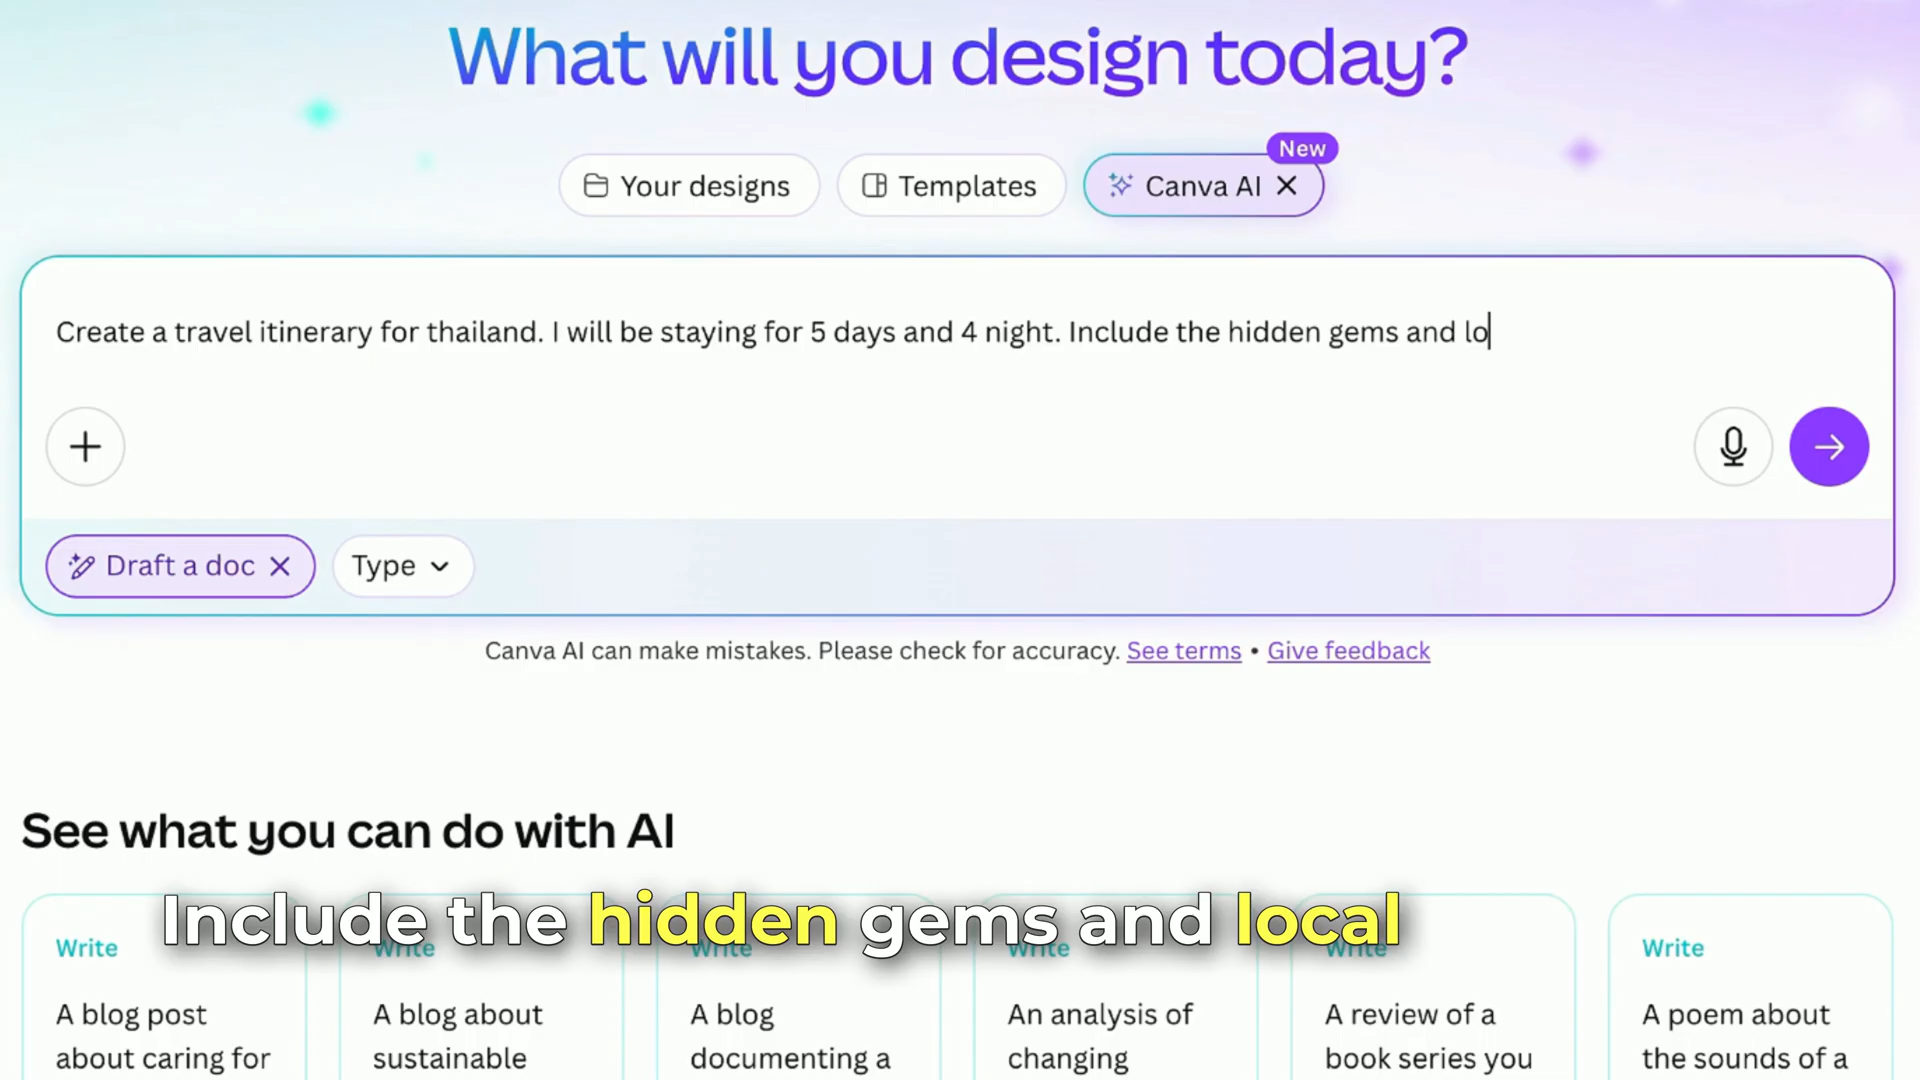 What will you design today?
New
Your designs
Templates
Canva AI
Create a travel itinerary for thailand. I will be staying for 5 days and 4 night. Include the hidden gems and lo
Draft a doc
Type
Canva AI can make mistakes. Please check for accuracy. See terms • Give feedback
See what you can do with AI
Include the hidden gems and local
Write Write Write Write Write Write
A blog post
about caring for
A blog about
sustainable
A blog
documenting a
An analysis of
changing
A review of a
book series you
A poem about
the sounds of a